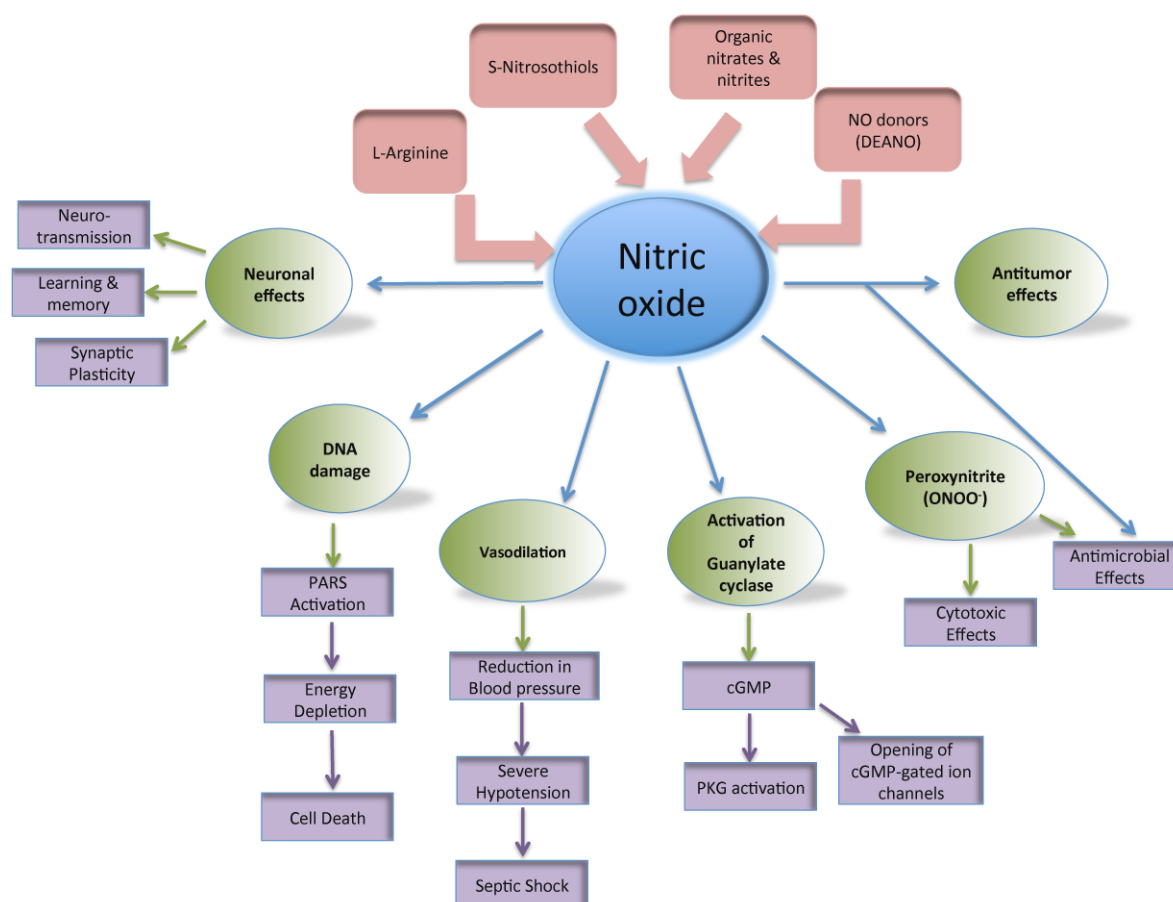 Organic
nitrates &
nitrites
S-Nitrosothiols
NO donors
(DEANO)
L-Arginine
Nitric
oxide
Neuro-
transmission
Learning &
memory
Synaptic
Plasticity
Neuronal
effects
Antitumor
effects
DNA
damage
Vasodilation
Activation
of
Guanylate
cyclase
Peroxynitrite
(ONOO⁻)
Antimicrobial
Effects
Cytotoxic
Effects
PARS
Activation
Energy
Depletion
Cell Death
Reduction in
Blood pressure
Severe
Hypotension
Septic Shock
cGMP
PKG activation
Opening of
cGMP-gated ion
channels